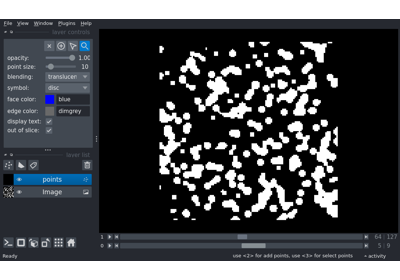 File View Window Plugins Help
layer controls
opacity: 1.00
point size: 10
blending: translucen
symbol: disc
face color: blue
edge color: dimgrey
display text:
out of slice:
layer list
points
Image
1 64 127
0 5 9
Ready use <2> for add points, use <3> for select points activity